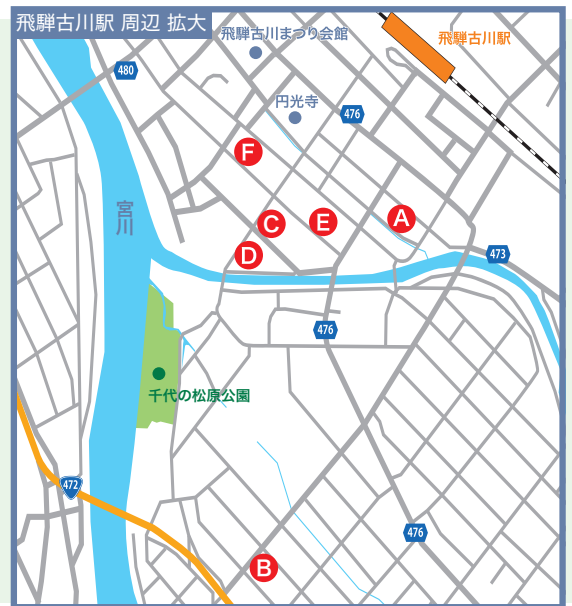 飛騨古川駅 周辺 拡大
飛騨古川まつり会館
飛騨古川駅
480
円光寺
476
F
宮川
C
E
A
D
473
476
千代の松原公園
472
476
B